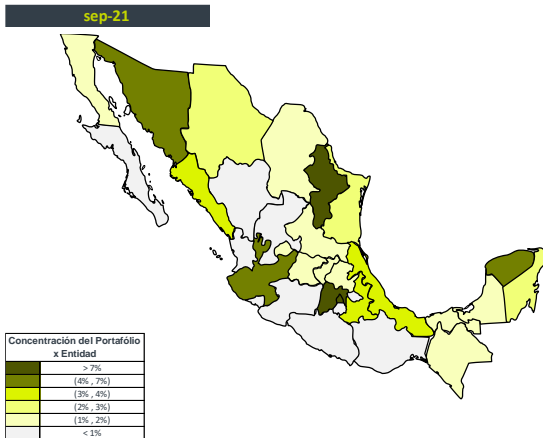 sep-21
Concentración del Portafólio
x Entidad
> 7%
(4% , 7%)
(3% , 4%)
(2% , 3%)
(1% , 2%)
< 1%